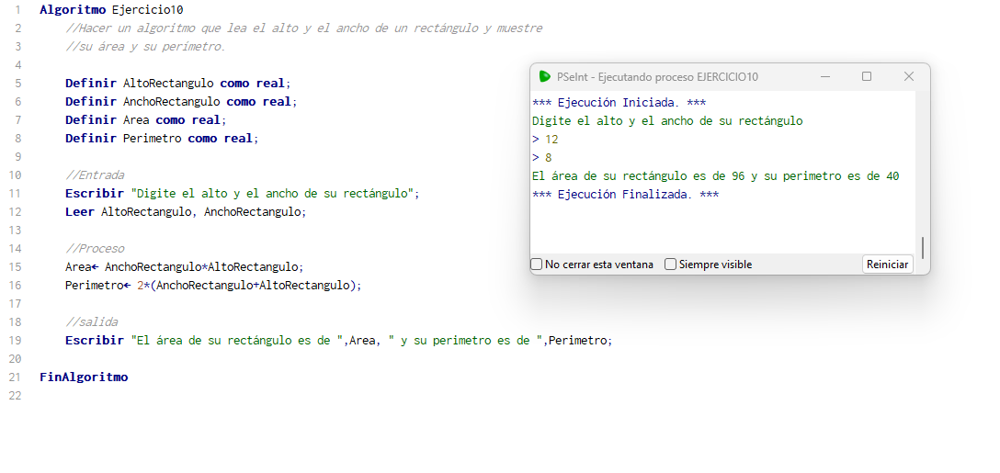 1 Algoritmo Ejercicio10
2 //Hacer un algoritmo que lea el alto y el ancho de un rectángulo y muestre
3 //su área y su perimetro.
4
5 Definir AltoRectangulo como real;
6 Definir AnchoRectangulo como real;
7 Definir Area como real;
8 Definir Perimetro como real;
9
10 //Entrada
11 Escribir "Digite el alto y el ancho de su rectángulo";
12 Leer AltoRectangulo, AnchoRectangulo;
13
14 //Proceso
15 Area← AnchoRectangulo*AltoRectangulo;
16 Perimetro← 2*(AnchoRectangulo+AltoRectangulo);
17
18 //salida
19 Escribir "El área de su rectángulo es de ",Area, " y su perimetro es de ",Perimetro;
20
21 FinAlgoritmo
22
PSeInt - Ejecutando proceso EJERCICIO10
*** Ejecución Iniciada. ***
Digite el alto y el ancho de su rectángulo
> 12
> 8
El área de su rectángulo es de 96 y su perimetro es de 40
*** Ejecución Finalizada. ***
No cerrar esta ventana Siempre visible Reiniciar